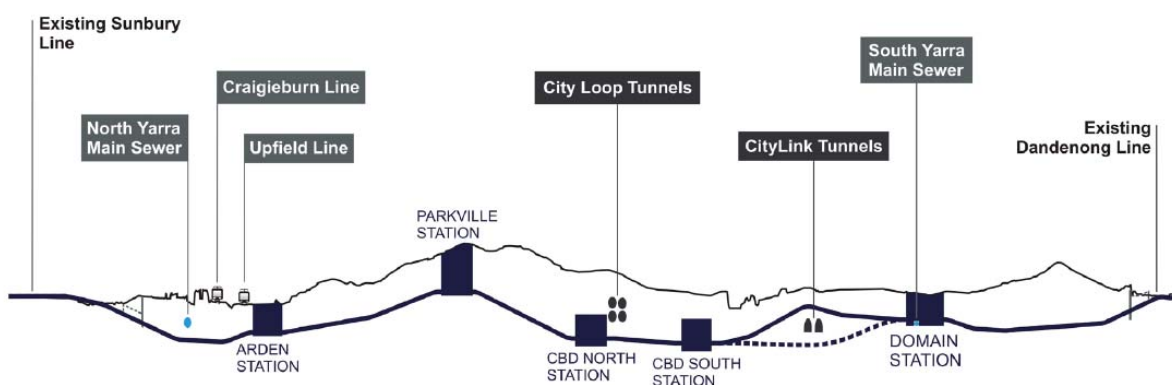 Existing Sunbury
Line
Craigieburn Line
North Yarra
Main Sewer
Upfield Line
PARKVILLE
STATION
City Loop Tunnels
South Yarra
Main Sewer
CityLink Tunnels
Existing
Dandenong Line
ARDEN
STATION
CBD NORTH
STATION
CBD SOUTH
STATION
DOMAIN
STATION